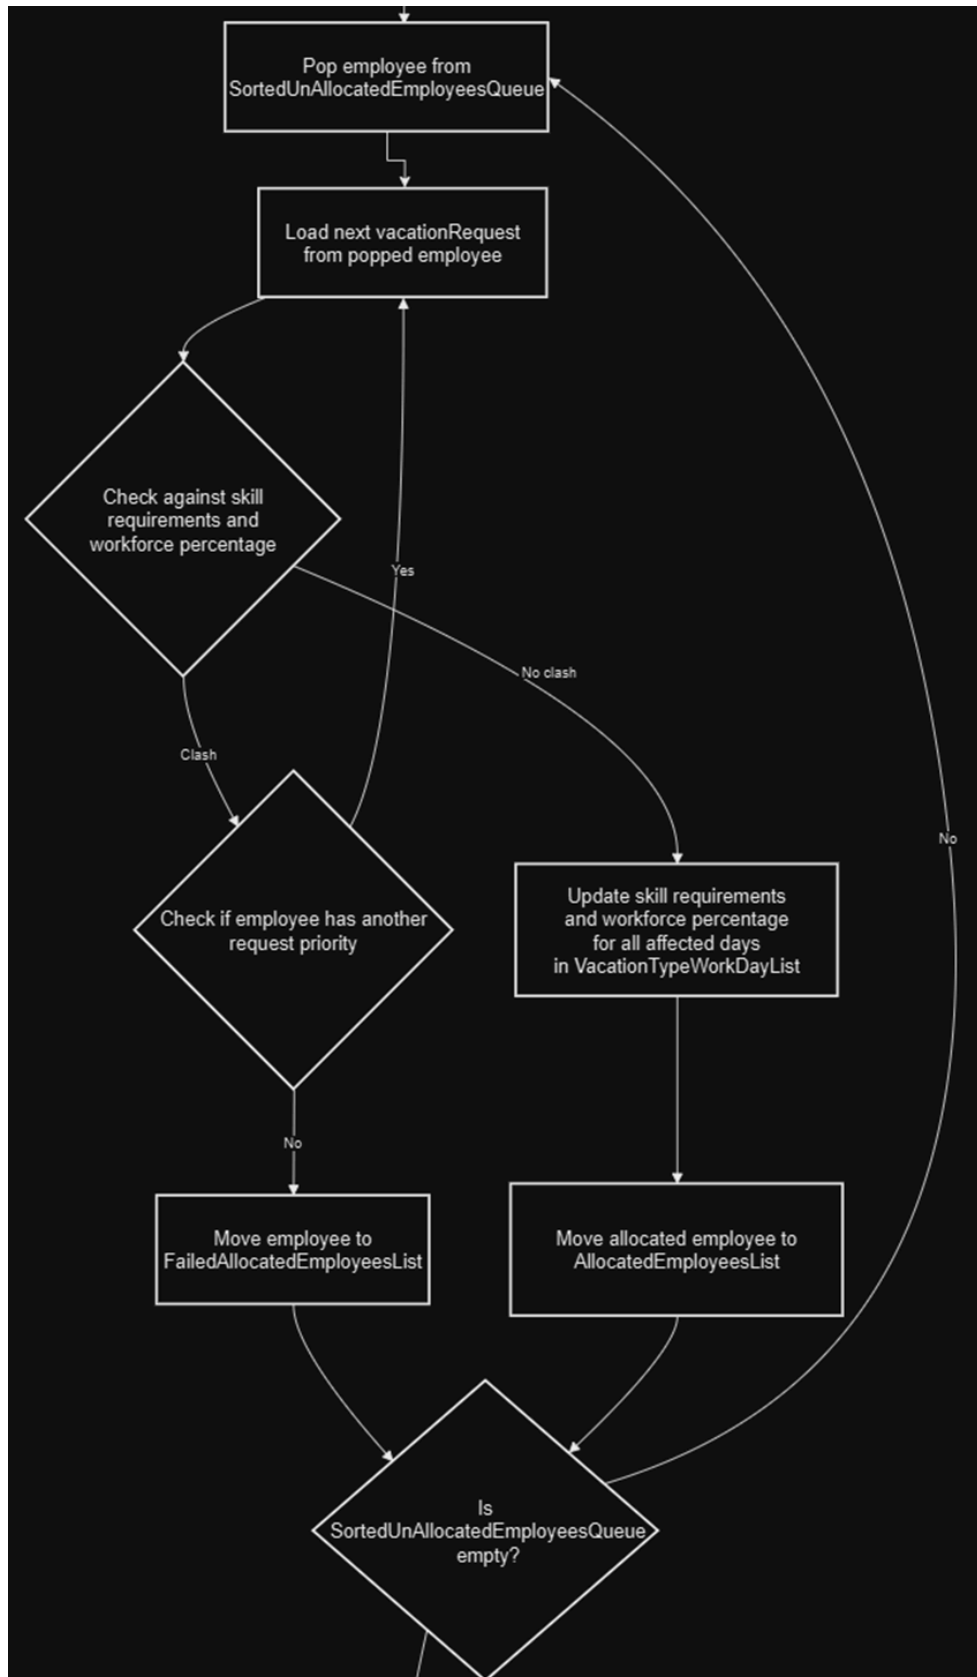 Pop employee from
SortedUnAllocatedEmployeesQueue
Load next vacationRequest
from popped employee
Check against skill
requirements and
workforce percentage
Yes
No clash
Clash
No
Check if employee has another
request priority
Update skill requirements
and workforce percentage
for all affected days
in VacationTypeWorkDayList
No
Move employee to
FailedAllocatedEmployeesList
Move allocated employee to
AllocatedEmployeesList
Is
SortedUnAllocatedEmployeesQueue
empty?